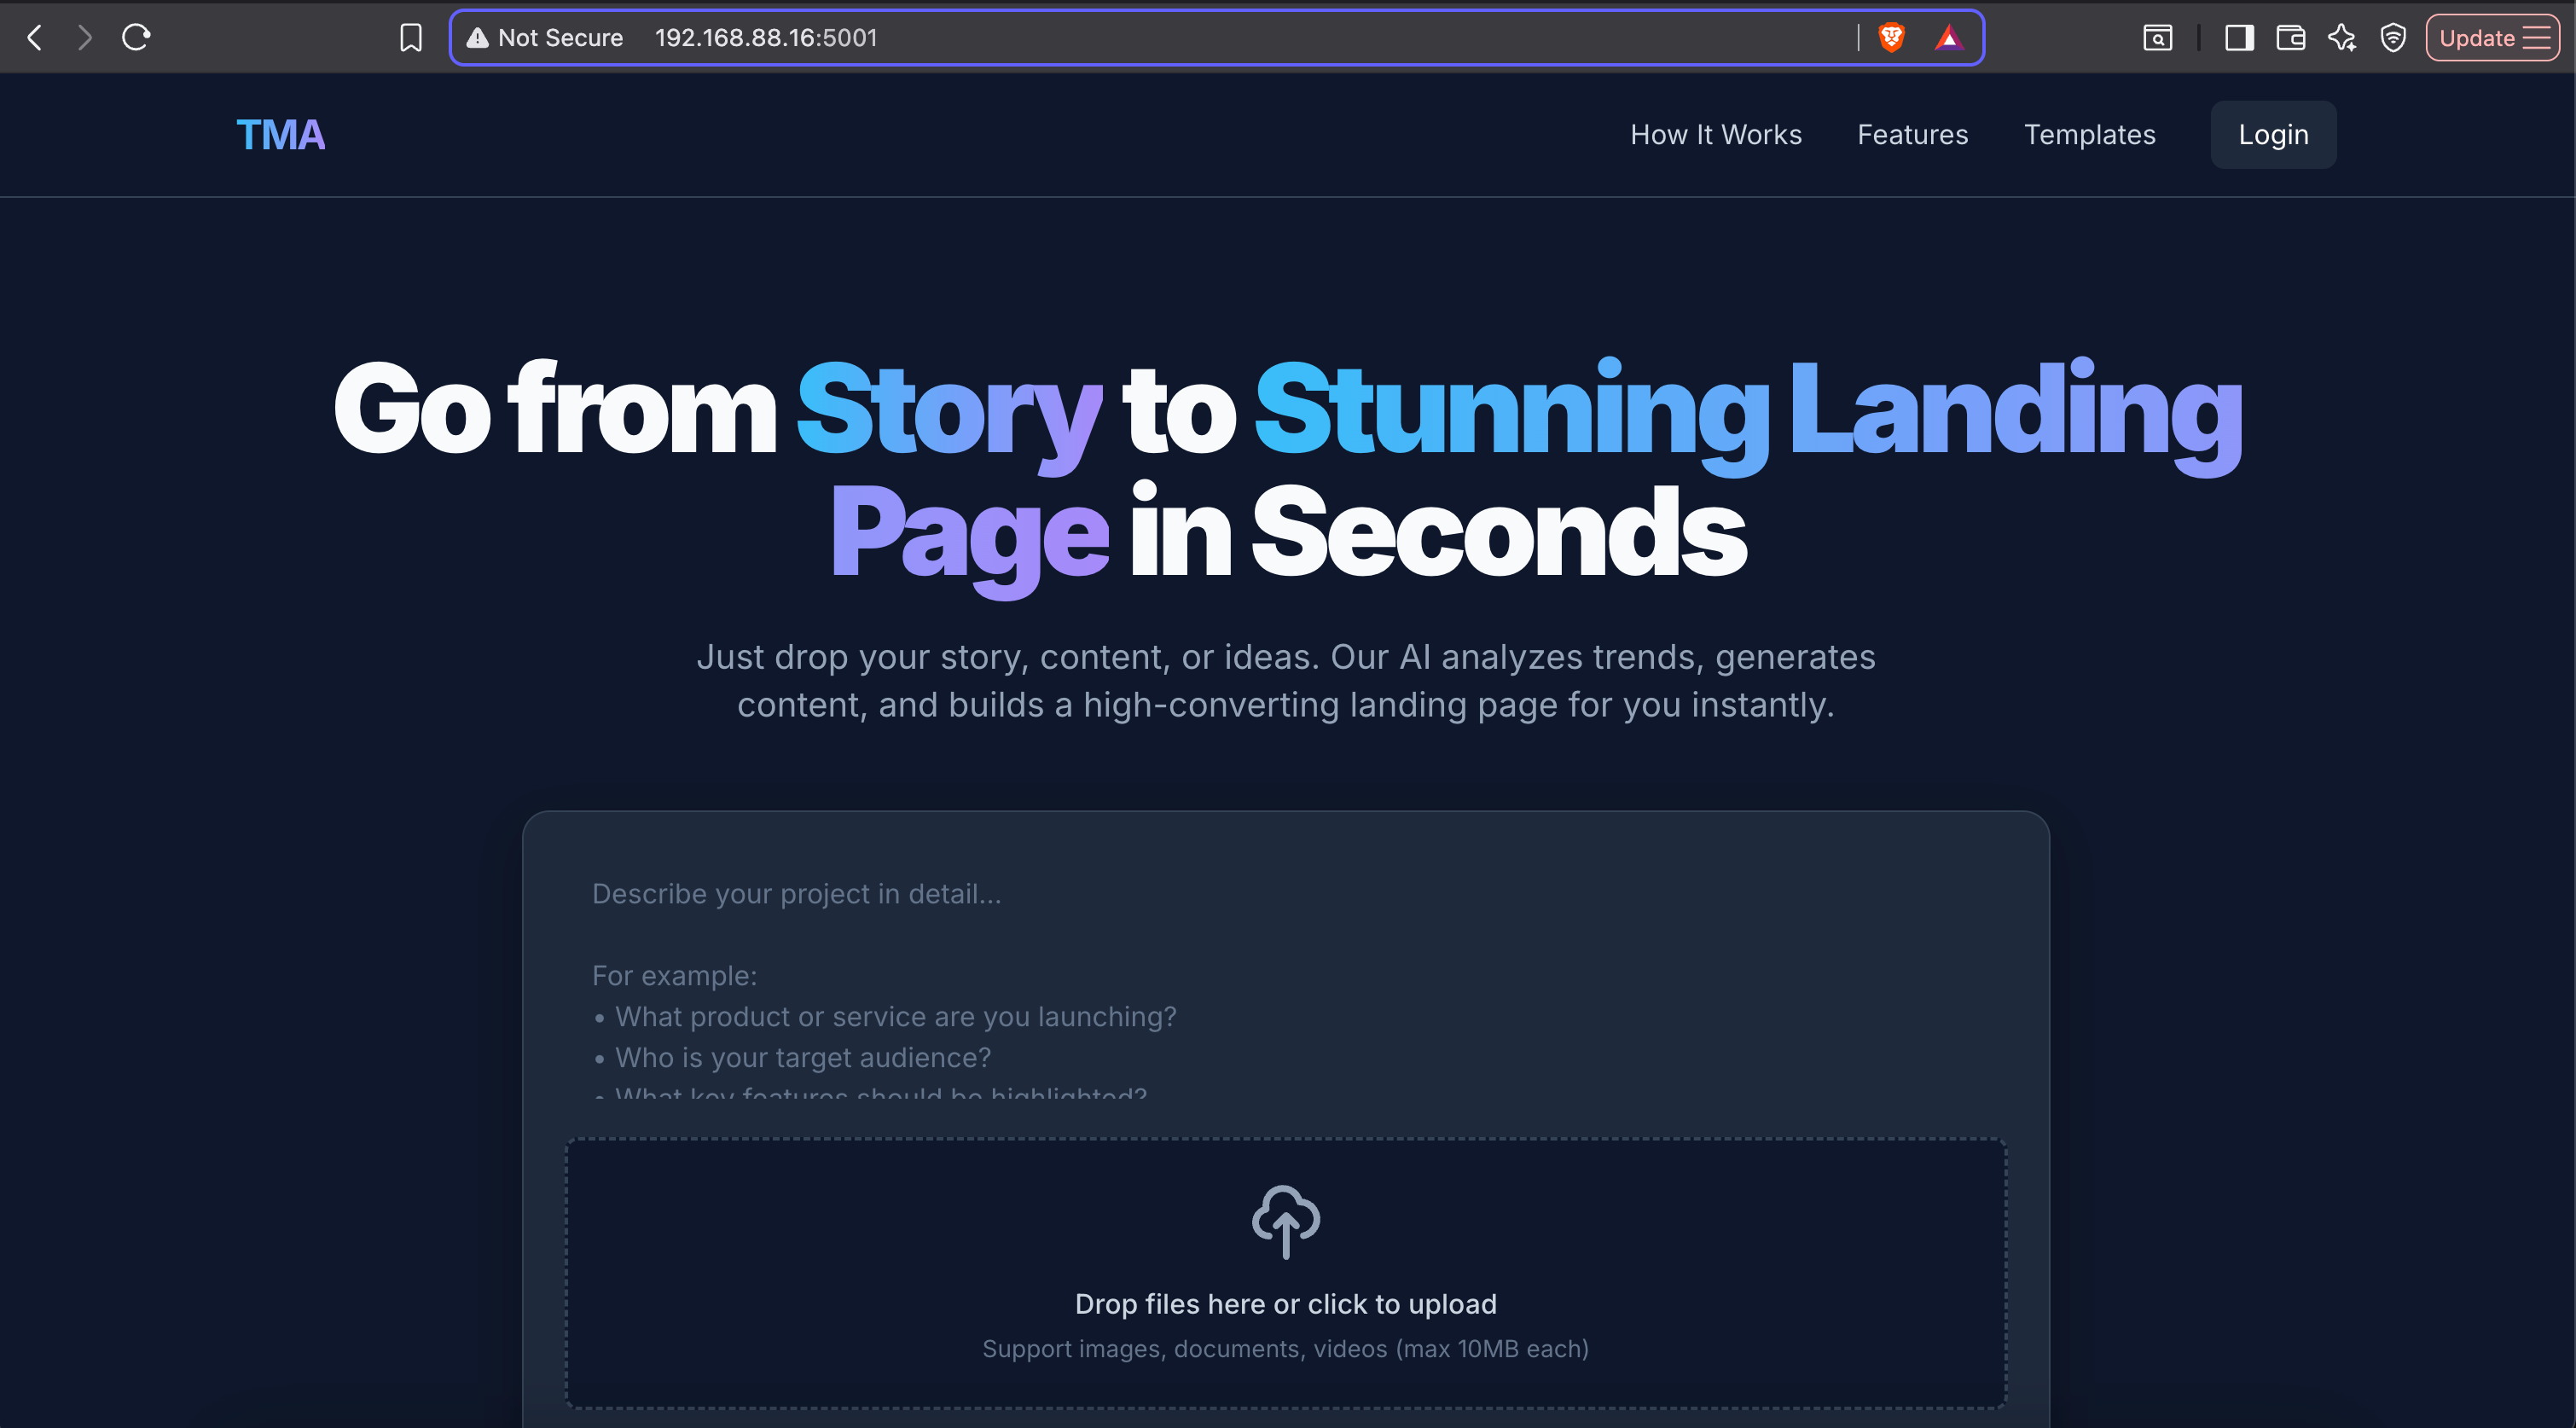 Not Secure 192.168.88.16:5001
Update
TMA
How It Works Features Templates Login
Go from Story to Stunning Landing
Page in Seconds
Just drop your story, content, or ideas. Our AI analyzes trends, generates
content, and builds a high-converting landing page for you instantly.
Describe your project in detail...
For example:
• What product or service are you launching?
• Who is your target audience?
• What key features should be highlighted?
Drop files here or click to upload
Support images, documents, videos (max 10MB each)